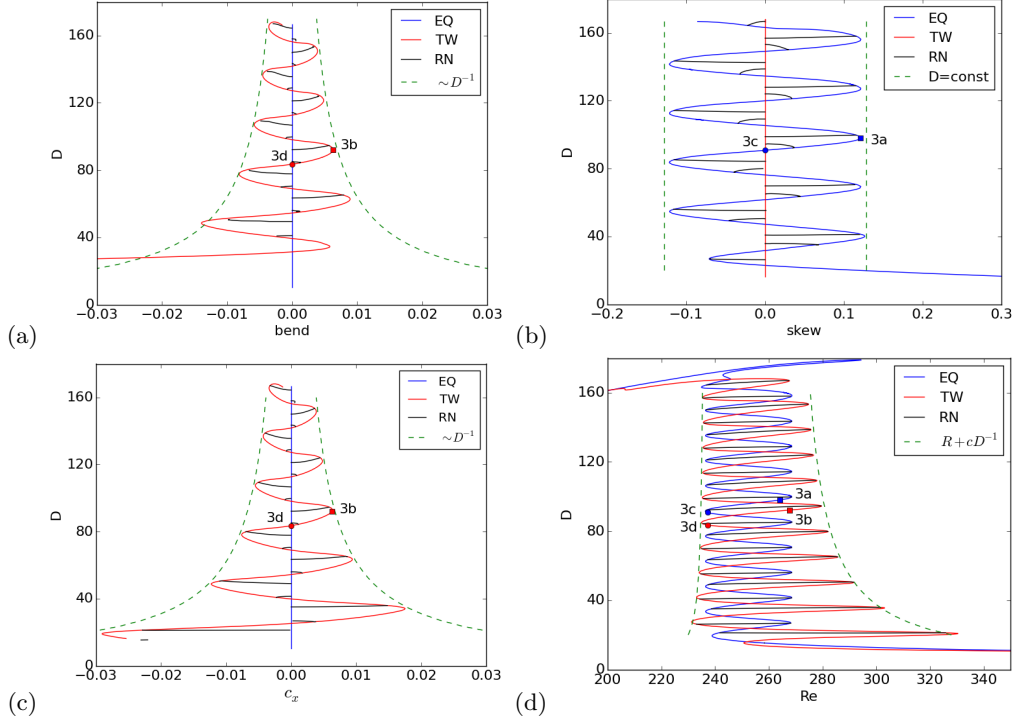 D
160
120
80
40
0
−0.03
−0.02
−0.01
0.00
0.01
0.02
0.03
bend
EQ
TW
RN
~D⁻¹
3d
3b
(a)
D
160
120
80
40
0
−0.2
−0.1
0.0
0.1
0.2
0.3
skew
EQ
TW
RN
D=const
3c
3a
(b)
D
160
120
80
40
0
−0.03
−0.02
−0.01
0.00
0.01
0.02
0.03
cₓ
EQ
TW
RN
~D⁻¹
3d
3b
(c)
D
160
120
80
40
0
200
220
240
260
280
300
320
340
Re
EQ
TW
RN
R+cD⁻¹
3a
3c
3b
3d
(d)